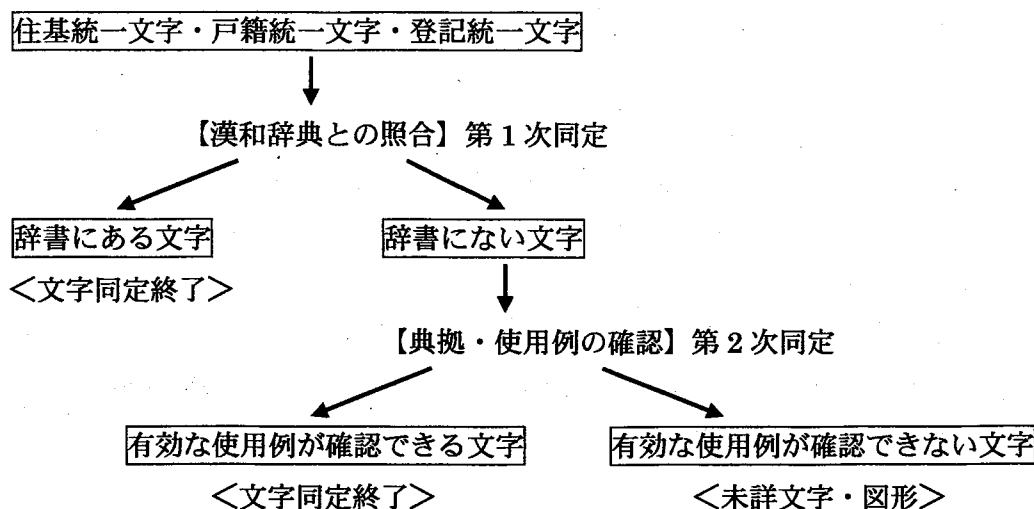 住基統一文字・戸籍統一文字・登記統一文字
【漢和辞典との照合】第1次同定
辞書にある文字
辞書にない文字
＜文字同定終了＞
【典拠・使用例の確認】第2次同定
有効な使用例が確認できる文字
有効な使用例が確認できない文字
＜文字同定終了＞
＜未詳文字・図形＞